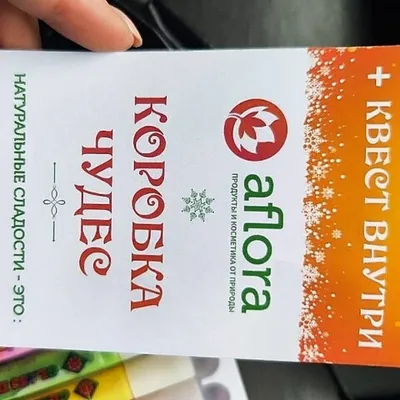 + КВЕСТ ВНУТРИ
aflora
ПРОДУКТЫ И КОСМЕТИКА ОТ ПРИРОДЫ
КОРОБКА
ЧУДЕС
НАТУРАЛЬНЫЕ СЛАДОСТИ - ЭТО: